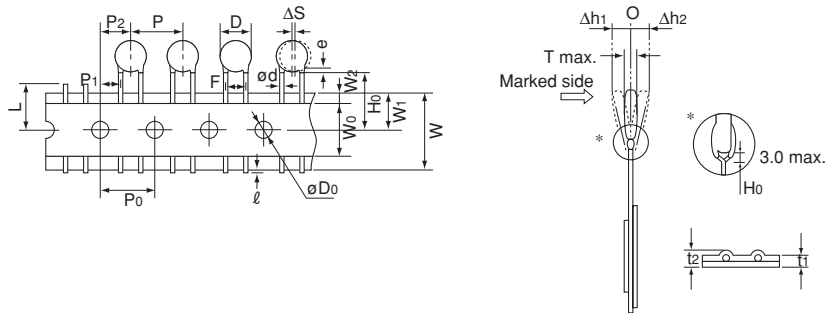 P2 P D ΔS
e
P1 F ød W2
H0
W1
L
W0
W
P0
ℓ
øD0
Δh1 O Δh2
T max.
Marked side
*
*
3.0 max.
H0
t2
t1